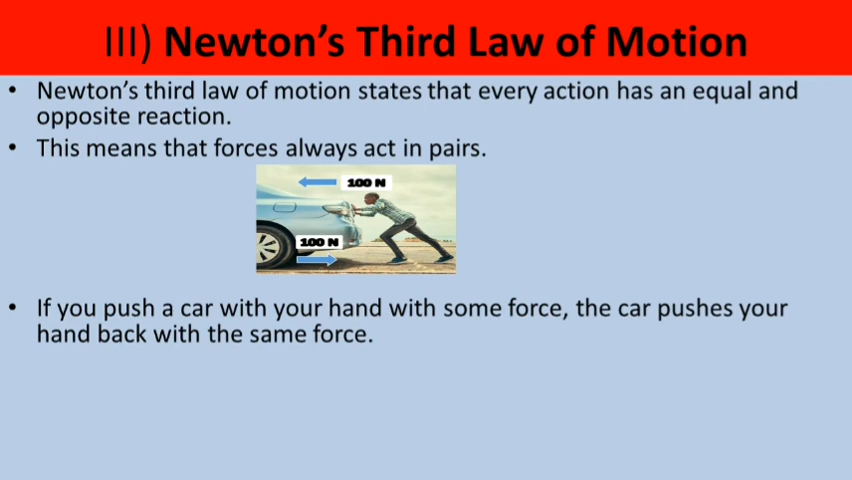 III) Newton’s Third Law of Motion
• Newton’s third law of motion states that every action has an equal and
opposite reaction.
• This means that forces always act in pairs.
100 N
100 N
• If you push a car with your hand with some force, the car pushes your
hand back with the same force.